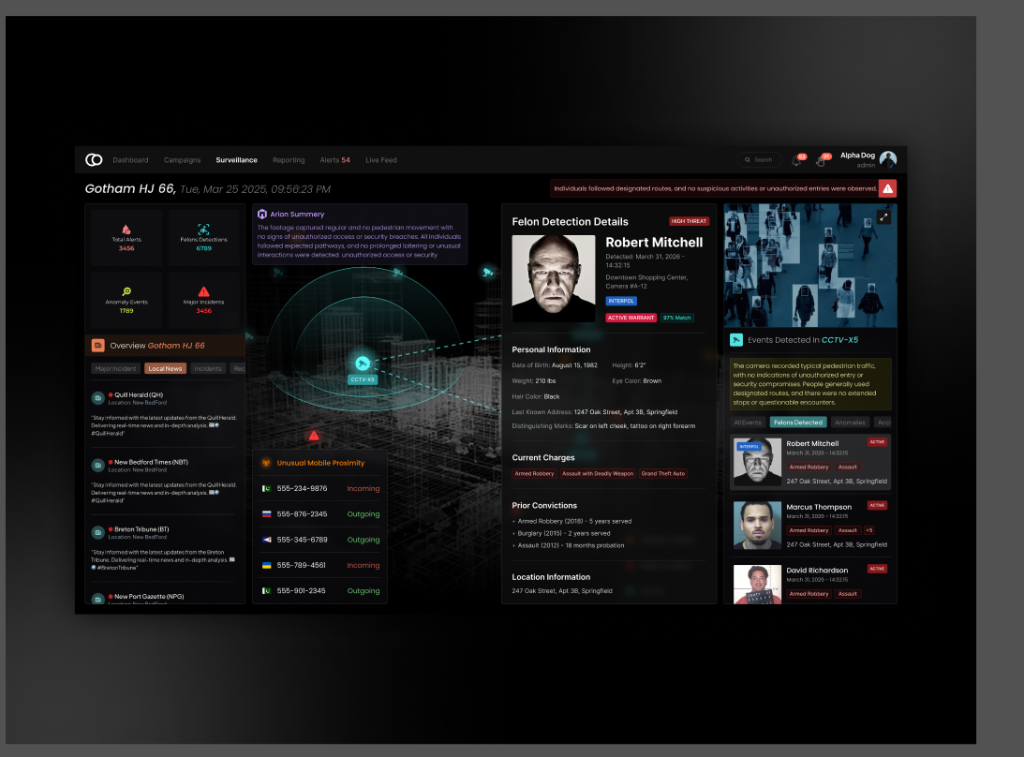 Dashboard
Campaigns
Surveillance
Reporting
Alerts 54
Live Feed
Search
Alpha Dog
admin
Gotham HJ 66, Tue, Mar 25 2025, 09:56:23 PM
Individuals followed designated routes, and no suspicious activities or unauthorized entries were observed.
Total Alerts
3456
Felons Detections
6789
Anomaly Events
1789
Major Incidents
3456
Overview Gotham HJ 66
Major Incident
Local News
Incidents
Rec
Quill Herald (QH)
Location: New BedFord
"Stay informed with the latest updates from the Quill Herald.
Delivering real-time news and in-depth analysis.
#QuillHerald"
New Bedford Times (NBT)
Location: New BedFord
"Stay informed with the latest updates from the Quill Herald.
Delivering real-time news and in-depth analysis.
#QuillHerald"
Breton Tribune (BT)
Location: New BedFord
"Stay informed with the latest updates from the Breton
Tribune. Delivering real-time news and in-depth analysis.
#BretonTribune"
New Port Gazette (NPG)
Location: New BedFord
Arion Summery
The footage captured regular and no pedestrian movement with
no signs of unauthorized access or security breaches. All individuals
followed expected pathways, and no prolonged loitering or unusual
interactions were detected. unauthorized access or security
CCTV-X5
Unusual Mobile Prosimity
555-234-9876 Incoming
555-876-2345 Outgoing
555-345-6789 Outgoing
555-789-4561 Incoming
555-901-2345 Outgoing
Felon Detection Details
HIGH THREAT
Robert Mitchell
Detected: March 31, 2026 -
14:32:15
Downtown Shopping Center,
Camera #A-12
INTERPOL
ACTIVE WARRANT
97% Match
Personal Information
Date of Birth: August 15, 1982
Height: 6'2"
Weight: 210 lbs
Eye Color: Brown
Hair Color: Black
Last Known Address: 1247 Oak Street, Apt 3B, Springfield
Distinguishing Marks: Scar on left cheek, tattoo on right forearm
Current Charges
Armed Robbery
Assault with Deadly Weapon
Grand Theft Auto
Prior Convictions
• Armed Robbery (2018) - 5 years served
• Burglary (2015) - 2 years served
• Assault (2012) - 18 months probation
Location Information
247 Oak Street, Apt 3B, Springfield
Events Detected In CCTV-X5
The camera recorded typical pedestrian traffic,
with no indications of unauthorized entry or
security compromises. People generally used
designated routes, and there were no extended
stops or questionable encounters.
All Events
Felons Detected
Anomalies
Acc
INTERPOL
Robert Mitchell
ACTIVE
March 31, 2026 - 14:32:15
Armed Robbery
Assault
247 Oak Street, Apt 3B, Springfield
Marcus Thompson
ACTIVE
March 31, 2026 - 14:32:15
Armed Robbery
Assault
+5
247 Oak Street, Apt 3B, Springfield
David Richardson
ACTIVE
March 31, 2026 - 14:32:15
Armed Robbery
Assault